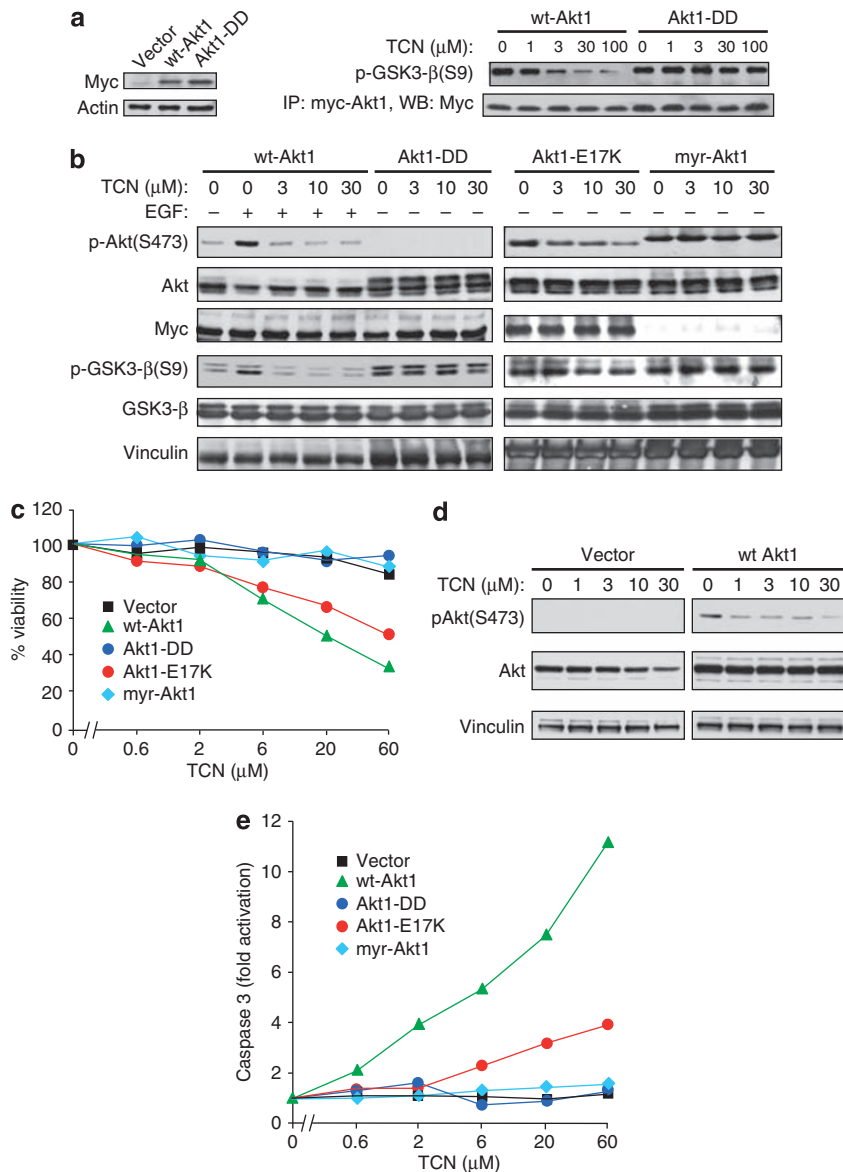 a
Vector
wt-Akt1
Akt1-DD
Myc
Actin
wt-Akt1 Akt1-DD
TCN (μM): 0 1 3 30 100 0 1 3 30 100
p-GSK3-β(S9)
IP: myc-Akt1, WB: Myc
b
wt-Akt1 Akt1-DD Akt1-E17K myr-Akt1
TCN (μM): 0 0 3 10 30 0 3 10 30 0 3 10 30 0 3 10 30
EGF: – + + + + – – – – – – – – – – – –
p-Akt(S473)
Akt
Myc
p-GSK3-β(S9)
GSK3-β
Vinculin
c
% viability
120
100
80
60
40
20
0
Vector
wt-Akt1
Akt1-DD
Akt1-E17K
myr-Akt1
0 0.6 2 6 20 60
TCN (μM)
d
Vector wt Akt1
TCN (μM): 0 1 3 10 30 0 1 3 10 30
pAkt(S473)
Akt
Vinculin
e
Caspase 3 (fold activation)
12
10
8
6
4
2
0
Vector
wt-Akt1
Akt1-DD
Akt1-E17K
myr-Akt1
0 0.6 2 6 20 60
TCN (μM)